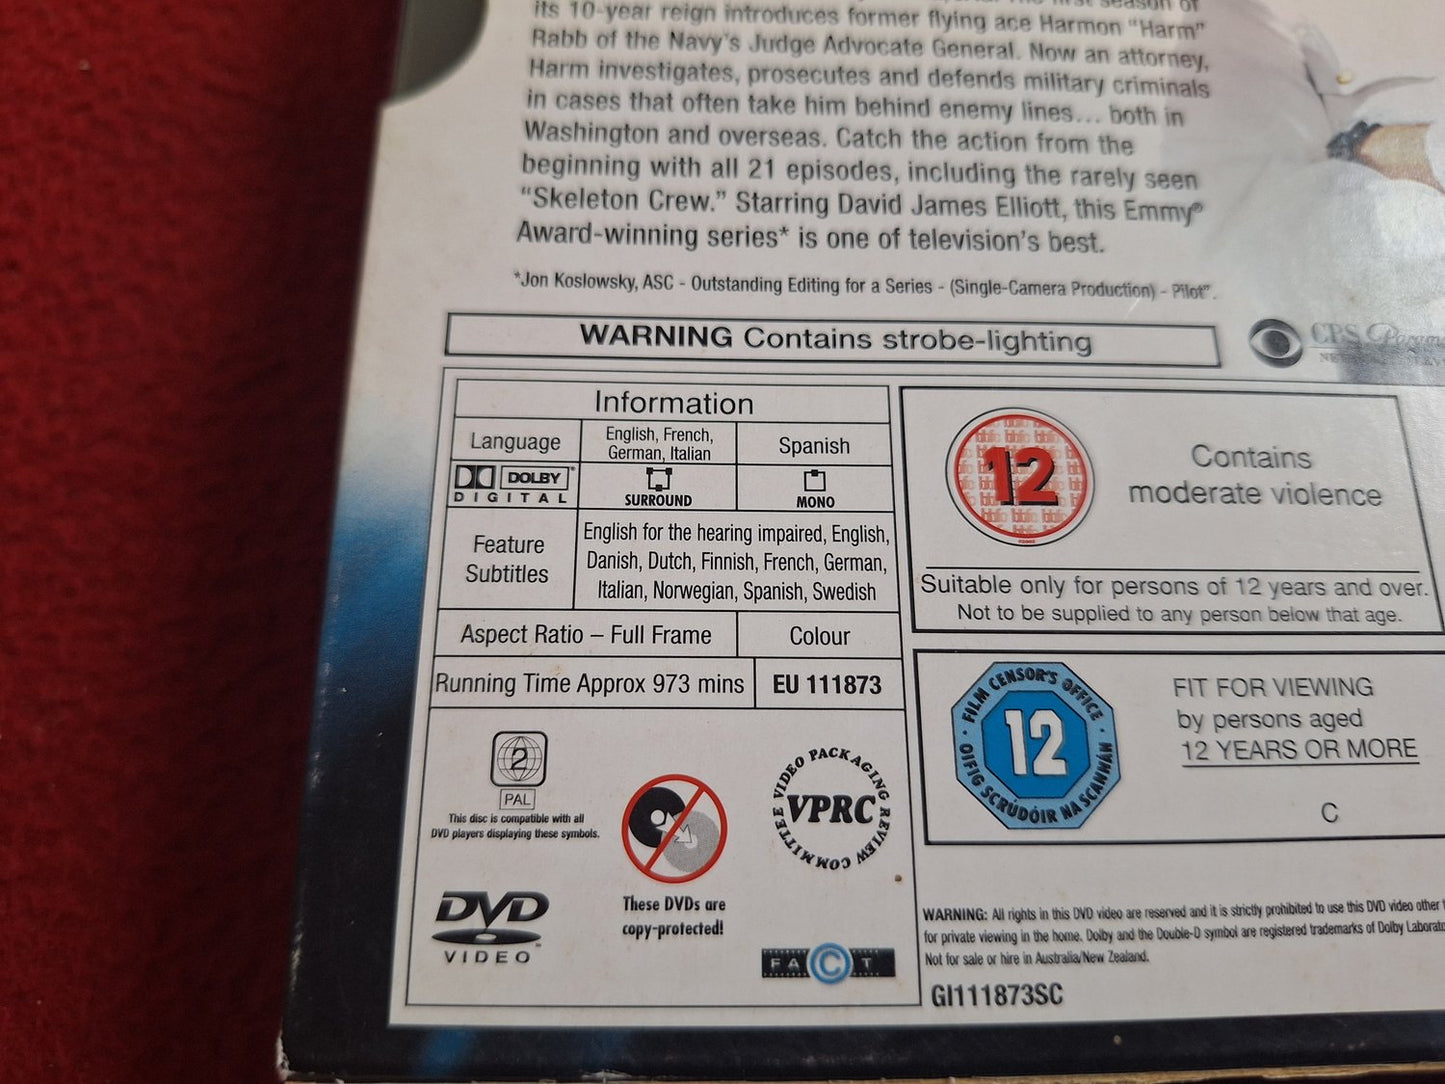 season of
its 10-year reign introduces former flying ace Harmon “Harm”
Rabb of the Navy's Judge Advocate General. Now an attorney,
Harm investigates, prosecutes and defends military criminals
in cases that often take him behind enemy lines... both in
Washington and overseas. Catch the action from the
beginning with all 21 episodes, including the rarely seen
“Skeleton Crew.” Starring David James Elliott, this Emmy®
Award-winning series* is one of television's best.
*Jon Koslowsky, ASC - Outstanding Editing for a Series - (Single-Camera Production) - Pilot”.
WARNING Contains strobe-lighting
CBS
Information
Language
English, French,
German, Italian
Spanish
DOLBY
DIGITAL
SURROUND
MONO
Feature
Subtitles
English for the hearing impaired, English,
Danish, Dutch, Finnish, French, German,
Italian, Norwegian, Spanish, Swedish
Aspect Ratio – Full Frame
Colour
Running Time Approx 973 mins
EU 111873
2
PAL
This disc is compatible with all
DVD players displaying these symbols.
DVD
VIDEO
These DVDs are
copy-protected!
VIDEO PACKAGING REVIEW COMMITTEE
VPRC
FACT
12
Contains
moderate violence
Suitable only for persons of 12 years and over.
Not to be supplied to any person below that age.
FILM CENSOR'S OFFICE
12
OIFIG SCRÚDÓIR NA SCANNÁN
FIT FOR VIEWING
by persons aged
12 YEARS OR MORE
C
WARNING: All rights in this DVD video are reserved and it is strictly prohibited to use this DVD video other
for private viewing in the home. Dolby and the Double-D symbol are registered trademarks of Dolby Laborat
Not for sale or hire in Australia/New Zealand.
GI111873SC